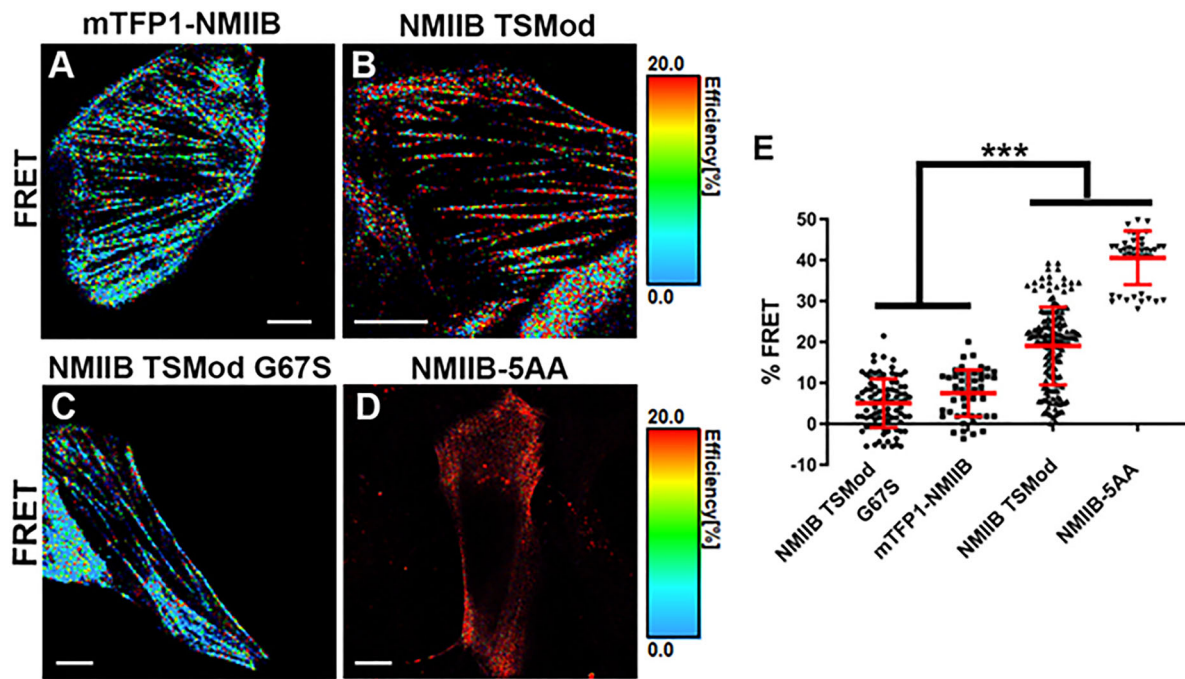 mTFP1-NMIIB
NMIIB TSMod
A
B
FRET
20.0
Efficiency[%]
0.0
NMIIB TSMod G67S
NMIIB-5AA
C
D
FRET
20.0
Efficiency[%]
0.0
E
***
% FRET
50
40
30
20
10
0
-10
NMIIB TSMod
G67S
mTFP1-NMIIB
NMIIB TSMod
NMIIB-5AA